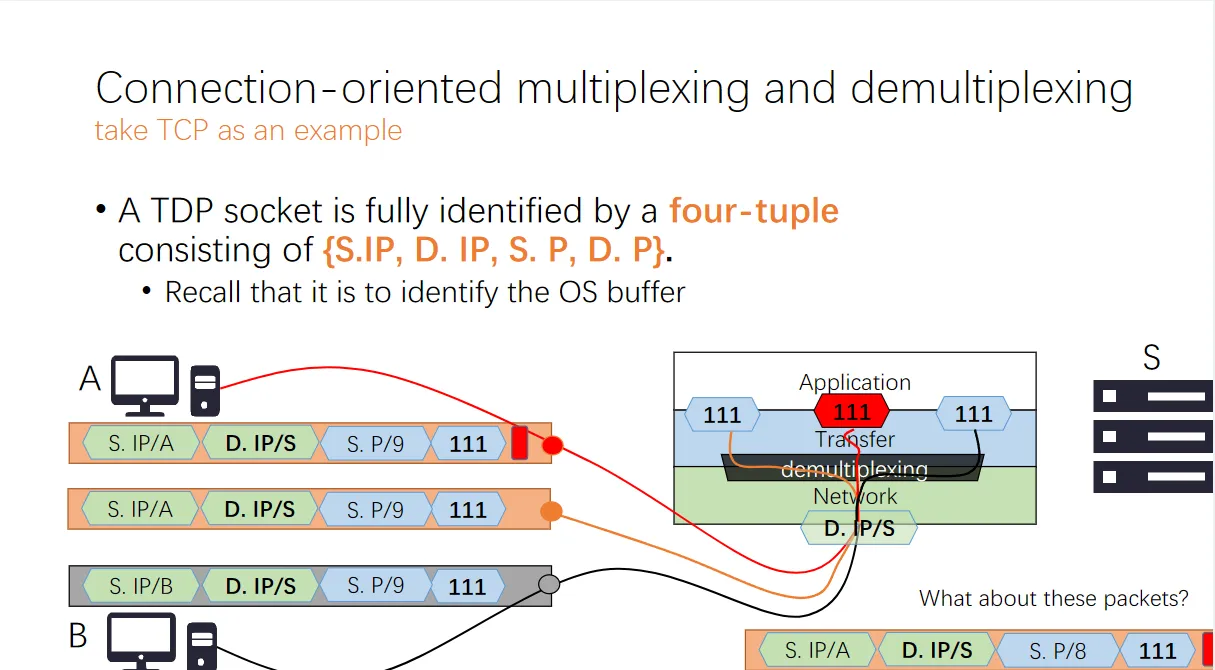 Connection-oriented multiplexing and demultiplexing
take TCP as an example
• A TDP socket is fully identified by a four-tuple
consisting of {S.IP, D. IP, S. P, D. P}.
• Recall that it is to identify the OS buffer
A
S. IP/A D. IP/S S. P/9 111
S. IP/A D. IP/S S. P/9 111
S. IP/B D. IP/S S. P/9 111
B
Application
111 111 111
Transfer
demultiplexing
Network
D. IP/S
S
What about these packets?
S. IP/A D. IP/S S. P/8 111